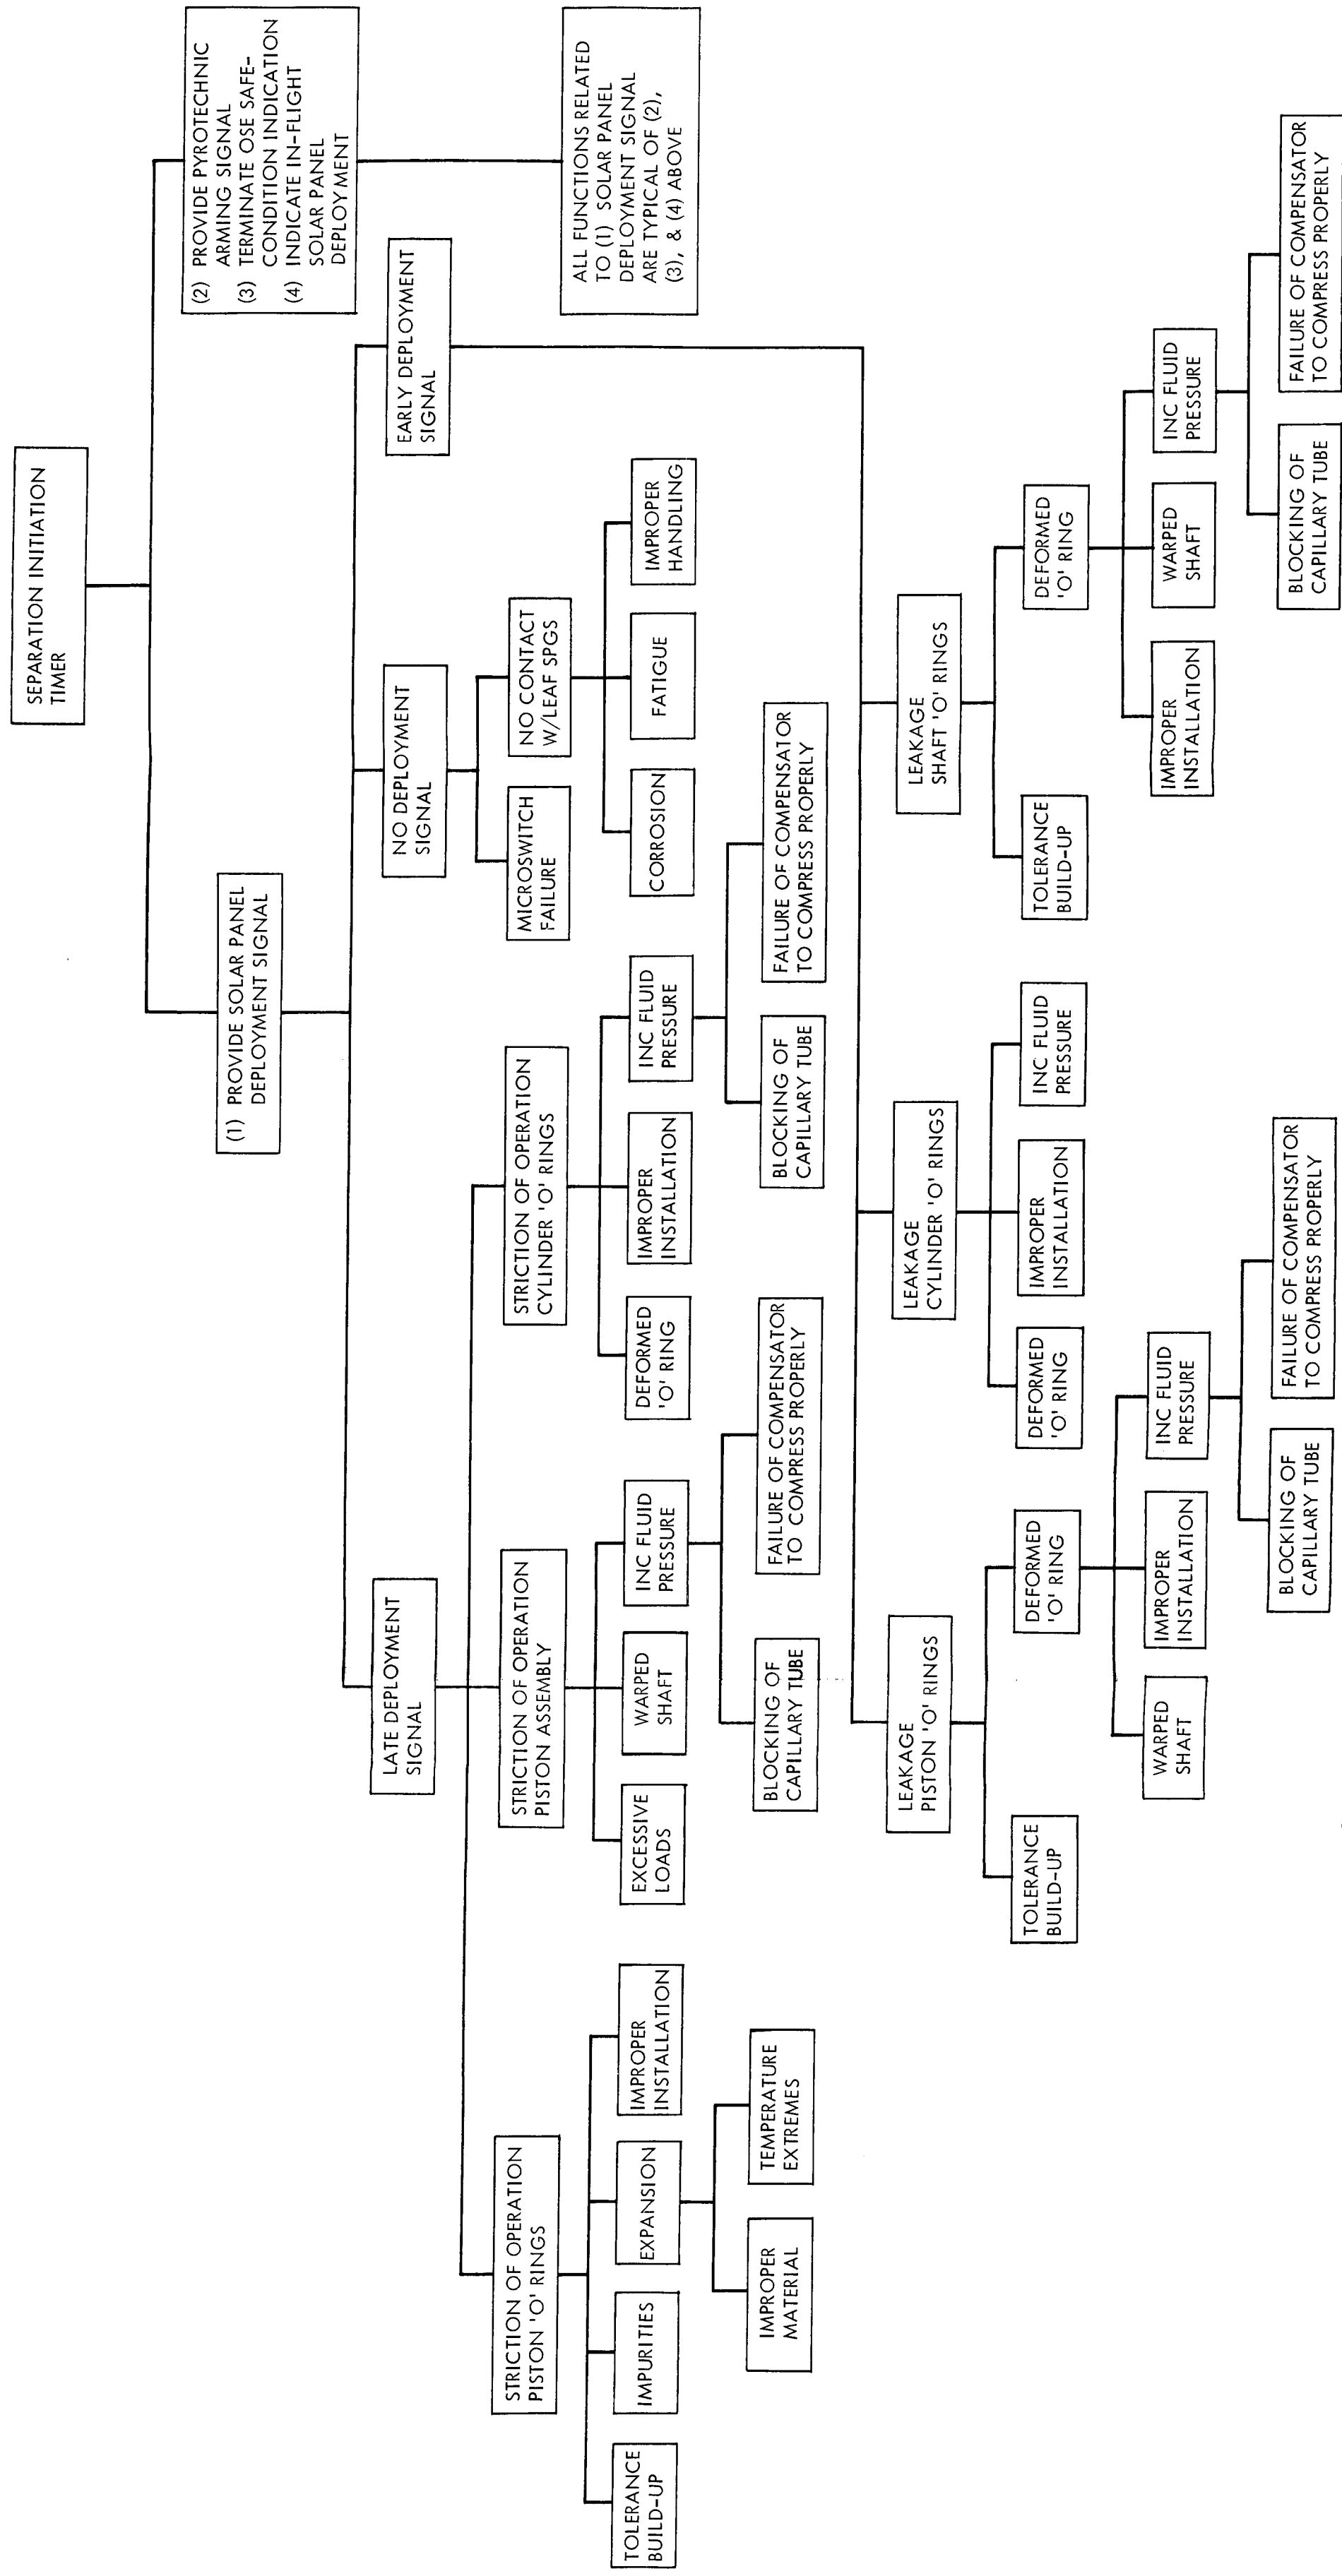 SEPARATION INITIATION
TIMER
(1) PROVIDE SOLAR PANEL
DEPLOYMENT SIGNAL
(2) PROVIDE PYROTECHNIC
ARMING SIGNAL
(3) TERMINATE OSE SAFE-
CONDITION INDICATION
(4) INDICATE IN-FLIGHT
SOLAR PANEL
DEPLOYMENT
LATE DEPLOYMENT
SIGNAL
NO DEPLOYMENT
SIGNAL
EARLY DEPLOYMENT
SIGNAL
ALL FUNCTIONS RELATED
TO (1) SOLAR PANEL
DEPLOYMENT SIGNAL
ARE TYPICAL OF (2),
(3), & (4) ABOVE
STRICTION OF OPERATION
PISTON 'O' RINGS
STRICTION OF OPERATION
PISTON ASSEMBLY
STRICTION OF OPERATION
CYLINDER 'O' RINGS
MICROSWITCH
FAILURE
NO CONTACT
W/LEAF SPGS
TOLERANCE
BUILD-UP
IMPURITIES
EXPANSION
IMPROPER
INSTALLATION
EXCESSIVE
LOADS
WARPED
SHAFT
INC FLUID
PRESSURE
DEFORMED
'O' RING
IMPROPER
INSTALLATION
INC FLUID
PRESSURE
CORROSION
FATIGUE
IMPROPER
HANDLING
IMPROPER
MATERIAL
TEMPERATURE
EXTREMES
BLOCKING OF
CAPILLARY TUBE
FAILURE OF COMPENSATOR
TO COMPRESS PROPERLY
BLOCKING OF
CAPILLARY TUBE
FAILURE OF COMPENSATOR
TO COMPRESS PROPERLY
LEAKAGE
PISTON 'O' RINGS
LEAKAGE
CYLINDER 'O' RINGS
LEAKAGE
SHAFT 'O' RINGS
TOLERANCE
BUILD-UP
DEFORMED
'O' RING
DEFORMED
'O' RING
IMPROPER
INSTALLATION
INC FLUID
PRESSURE
TOLERANCE
BUILD-UP
DEFORMED
'O' RING
WARPED
SHAFT
IMPROPER
INSTALLATION
INC FLUID
PRESSURE
IMPROPER
INSTALLATION
WARPED
SHAFT
INC FLUID
PRESSURE
BLOCKING OF
CAPILLARY TUBE
FAILURE OF COMPENSATOR
TO COMPRESS PROPERLY
BLOCKING OF
CAPILLARY TUBE
FAILURE OF COMPENSATOR
TO COMPRESS PROPERLY